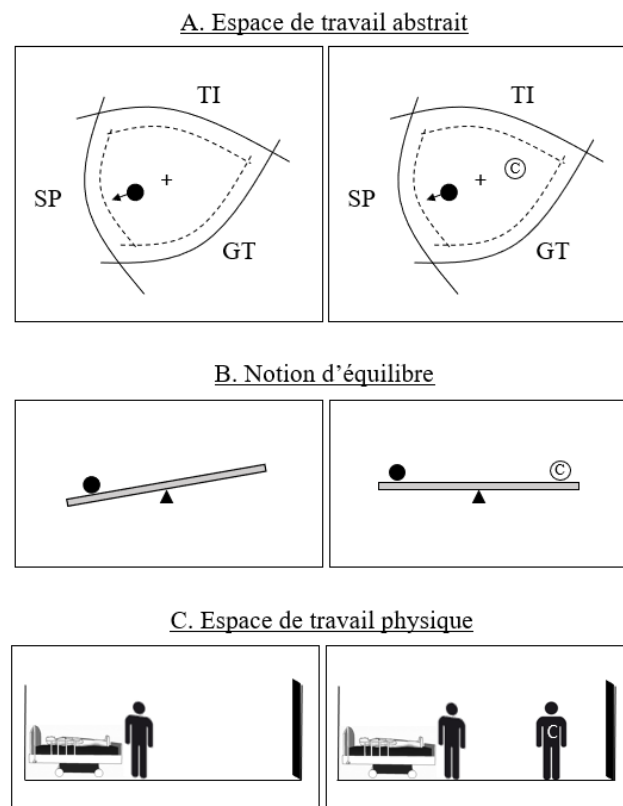 A. Espace de travail abstrait
TI
SP
+
GT
TI
C
SP
+
GT
B. Notion d'équilibre
C
C. Espace de travail physique
C